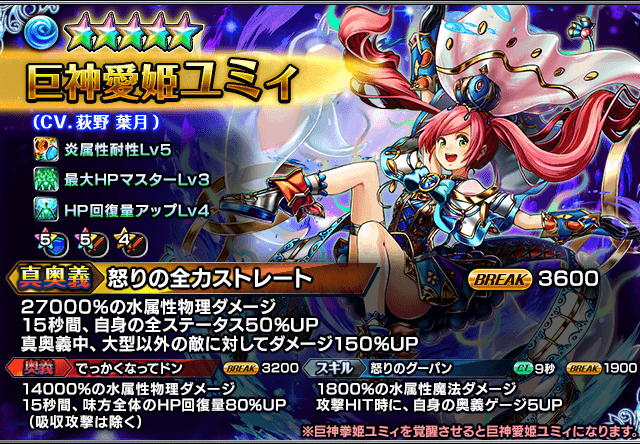 巨神愛姫ユミィ
(CV.荻野 葉月)
炎属性耐性Lv5
最大HPマスターLv3
HP回復量アップLv4
5 5 4
真奥義 怒りの全力ストレート BREAK 3600
27000%の水属性物理ダメージ
15秒間、自身の全ステータス50%UP
真奥義中、大型以外の敵に対してダメージ150%UP
奥義 でっかくなってドン BREAK 3200
14000%の水属性物理ダメージ
15秒間、味方全体のHP回復量80%UP
(吸収攻撃は除く)
スキル 怒りのグーパン C.T. 9秒 BREAK 1900
1800%の水属性魔法ダメージ
攻撃HIT時に、自身の奥義ゲージ5UP
※巨神拳姫ユミィを覚醒させると巨神愛姫ユミィになります。